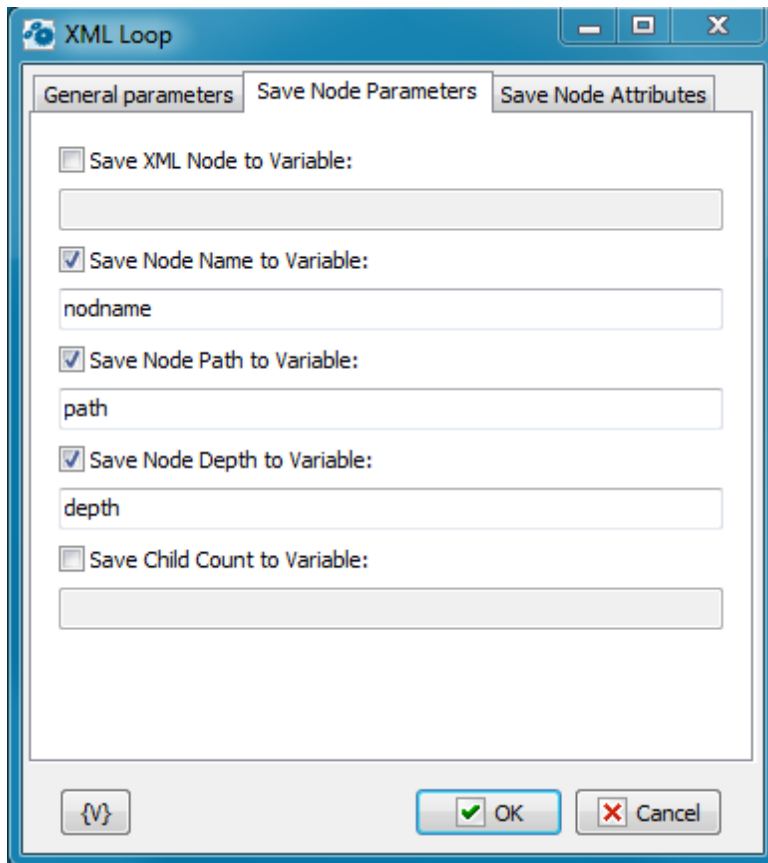 XML Loop
General parameters Save Node Parameters Save Node Attributes
Save XML Node to Variable:
Save Node Name to Variable:
nodname
Save Node Path to Variable:
path
Save Node Depth to Variable:
depth
Save Child Count to Variable:
{V} OK Cancel